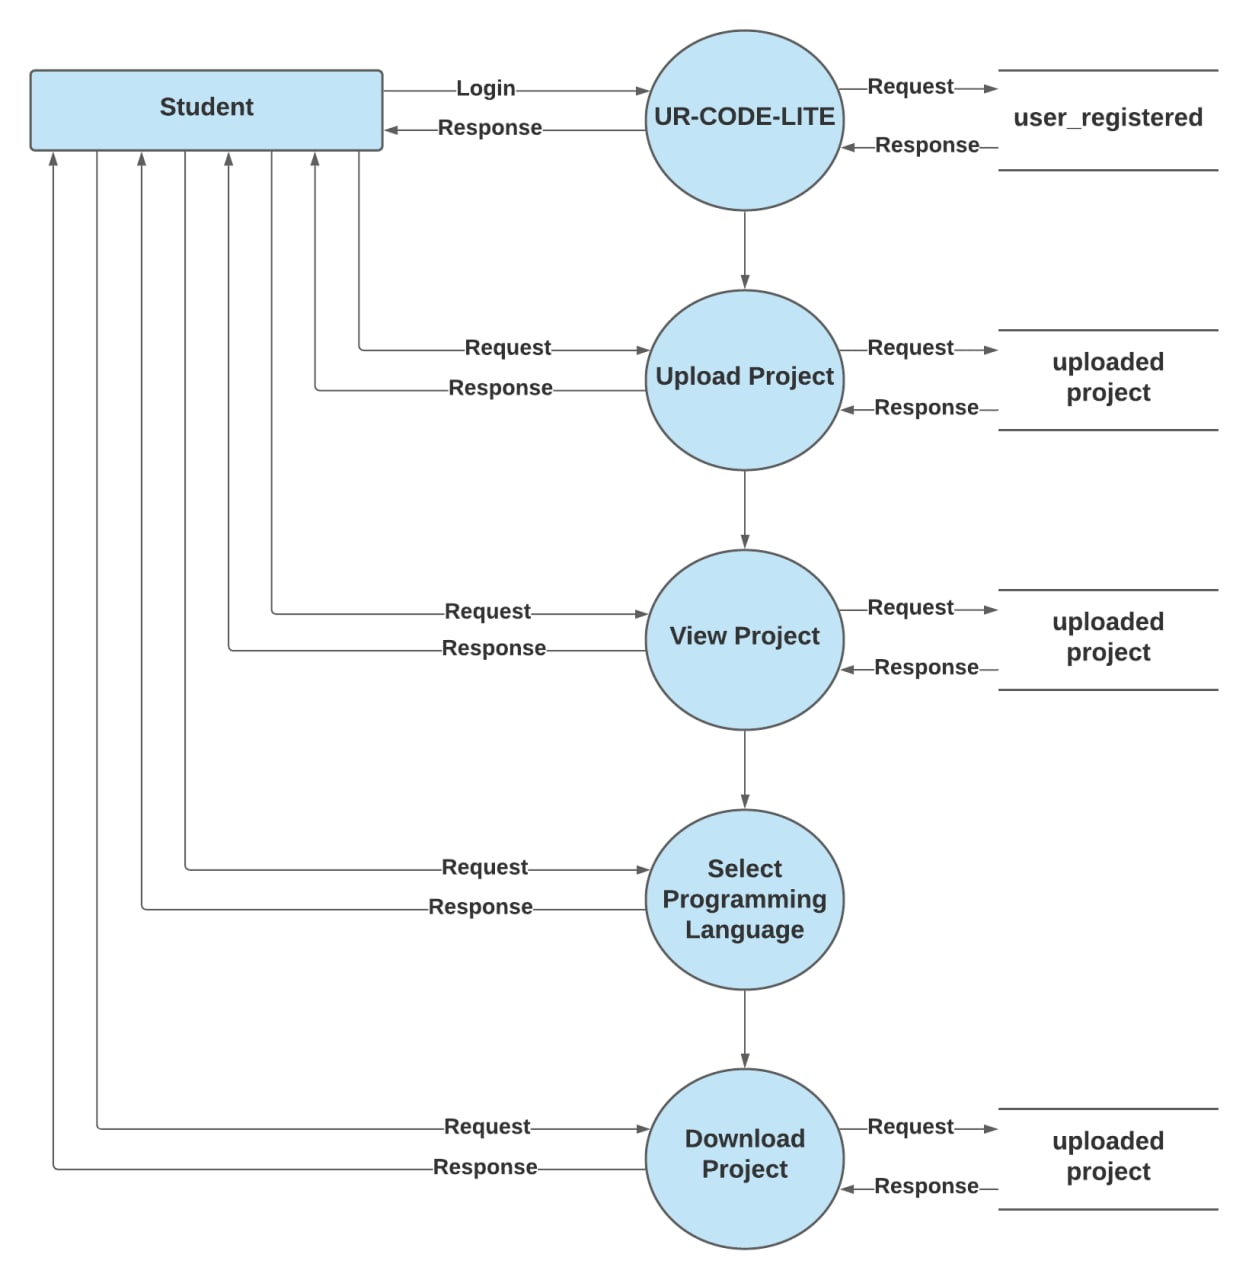 Student
Login
Response
UR-CODE-LITE
Request
Response
user_registered
Request
Response
Upload Project
Request
Response
uploaded
project
Request
Response
View Project
Request
Response
uploaded
project
Request
Response
Select
Programming
Language
Request
Response
Download
Project
Request
Response
uploaded
project